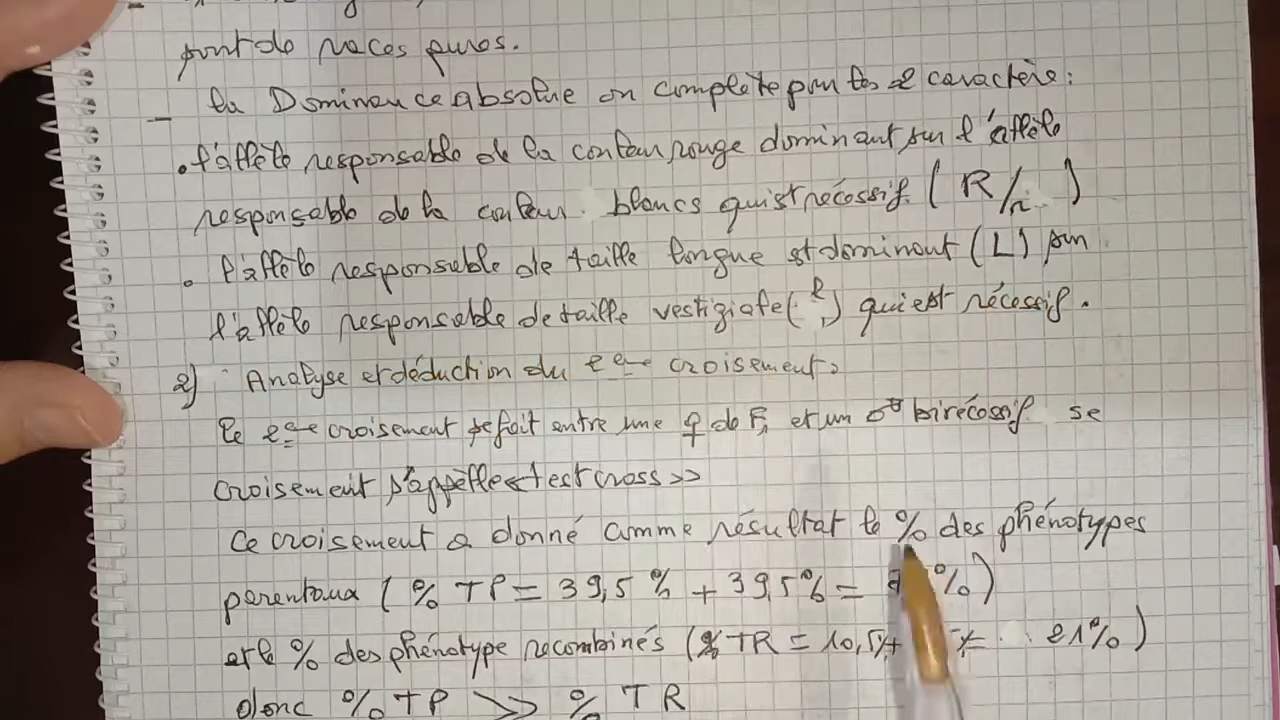 sont de races pures.
- la Dominance absolue ou complète pour les 2 caractère :
. l'allèle responsable de la couleur rouge dominant sur l'allèle
responsable de la couleur blancs qui est récessif. (R/r)
. l'allèle responsable de taille longue est dominant (L) sur
l'allèle responsable de taille vestigiale (l) qui est récessif.
2) Analyse et déduction du 2eme croisement.
Le 2eme croisement se fait entre une ♀ de F1 et un ♂ birécessif se
croisement s'appelle «test cross»
Ce croisement a donné comme résultat le % des phénotypes
parentaux (% TP = 39,5 % + 39,5 % = %)
et le % des phénotype recombinés (% TR = 10,5% 21%)
donc % TP >> % TR